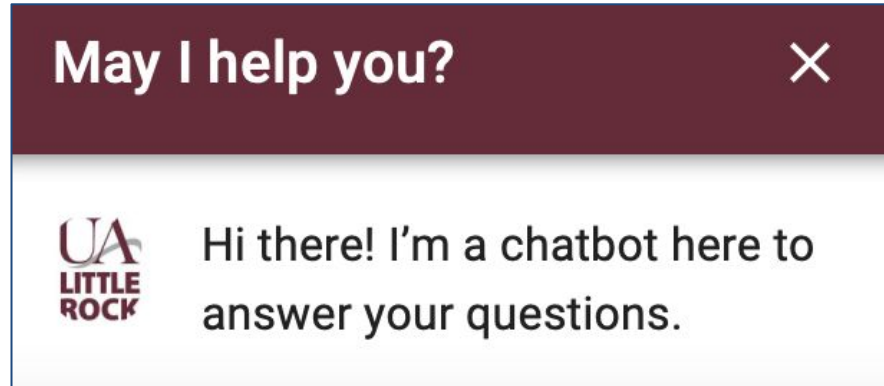 May I help you?
UA
LITTLE
ROCK
Hi there! I’m a chatbot here to
answer your questions.